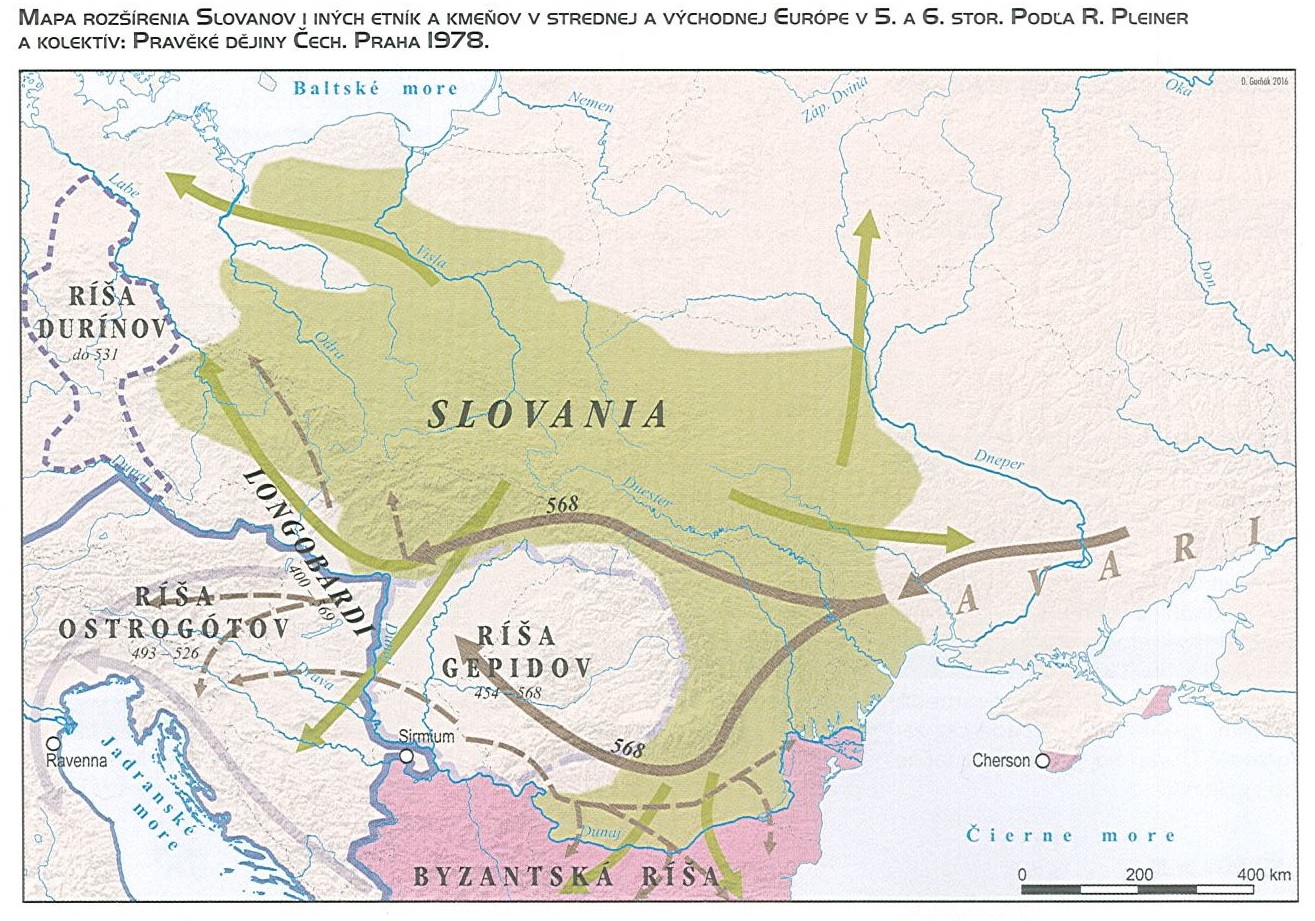 Mapa rozšírenia Slovanov i iných etník a kmeňov v strednej a východnej Európe v 5. a 6. stor. Podľa R. Pleiner
a kolektív: Pravěké dějiny Čech. Praha 1978.
D. Gurňák 2016
Baltské more
Nemen
Záp. Dvina
Oka
Labe
Visla
Don
RÍŠA
DURÍNOV
do 531
Odra
SLOVANIA
Dneper
Dunaj
LONGOBARDI
400 – 569
568
Dnester
AVARI
RÍŠA
OSTROGÓTOV
493 – 526
Dunaj
RÍŠA
GEPIDOV
454 – 568
Dráva
568
Sirmium
Ravenna
Jadranské
more
Cherson
Dunaj
Čierne more
BYZANTSKÁ RÍŠA
0 200 400 km